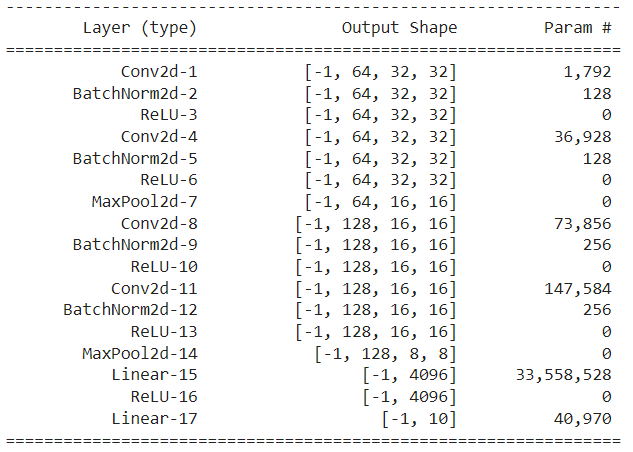 ----------------------------------------------------------------
Layer (type) Output Shape Param #
================================================================
Conv2d-1 [-1, 64, 32, 32] 1,792
BatchNorm2d-2 [-1, 64, 32, 32] 128
ReLU-3 [-1, 64, 32, 32] 0
Conv2d-4 [-1, 64, 32, 32] 36,928
BatchNorm2d-5 [-1, 64, 32, 32] 128
ReLU-6 [-1, 64, 32, 32] 0
MaxPool2d-7 [-1, 64, 16, 16] 0
Conv2d-8 [-1, 128, 16, 16] 73,856
BatchNorm2d-9 [-1, 128, 16, 16] 256
ReLU-10 [-1, 128, 16, 16] 0
Conv2d-11 [-1, 128, 16, 16] 147,584
BatchNorm2d-12 [-1, 128, 16, 16] 256
ReLU-13 [-1, 128, 16, 16] 0
MaxPool2d-14 [-1, 128, 8, 8] 0
Linear-15 [-1, 4096] 33,558,528
ReLU-16 [-1, 4096] 0
Linear-17 [-1, 10] 40,970
================================================================